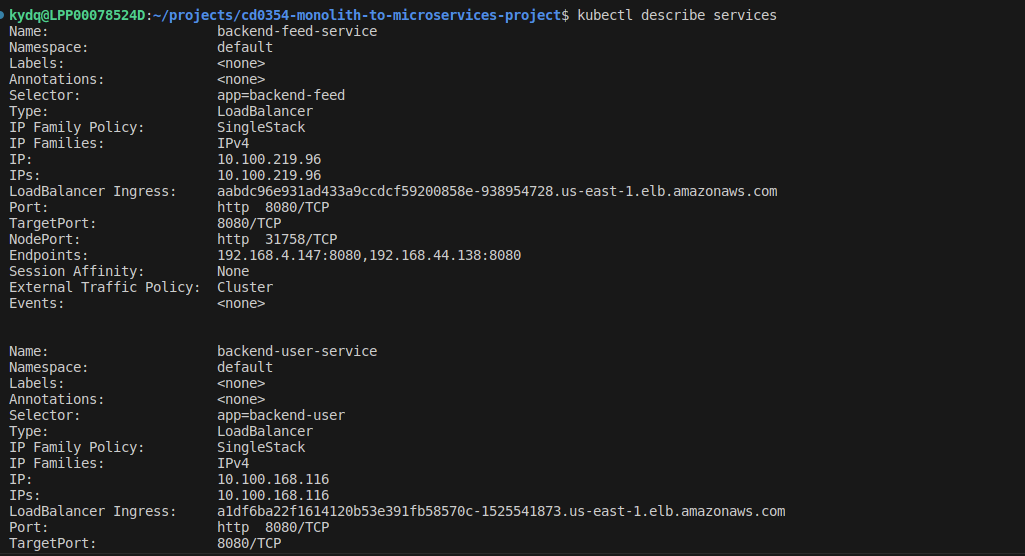 kydq@LPP00078524D:~/projects/cd0354-monolith-to-microservices-project$ kubectl describe services
Name:                     backend-feed-service
Namespace:                default
Labels:                   <none>
Annotations:              <none>
Selector:                 app=backend-feed
Type:                     LoadBalancer
IP Family Policy:         SingleStack
IP Families:              IPv4
IP:                       10.100.219.96
IPs:                      10.100.219.96
LoadBalancer Ingress:     aabdc96e931ad433a9ccdcf59200858e-938954728.us-east-1.elb.amazonaws.com
Port:                     http  8080/TCP
TargetPort:               8080/TCP
NodePort:                 http  31758/TCP
Endpoints:                192.168.4.147:8080,192.168.44.138:8080
Session Affinity:         None
External Traffic Policy:  Cluster
Events:                   <none>
Name:                     backend-user-service
Namespace:                default
Labels:                   <none>
Annotations:              <none>
Selector:                 app=backend-user
Type:                     LoadBalancer
IP Family Policy:         SingleStack
IP Families:              IPv4
IP:                       10.100.168.116
IPs:                      10.100.168.116
LoadBalancer Ingress:     a1df6ba22f1614120b53e391fb58570c-1525541873.us-east-1.elb.amazonaws.com
Port:                     http  8080/TCP
TargetPort:               8080/TCP